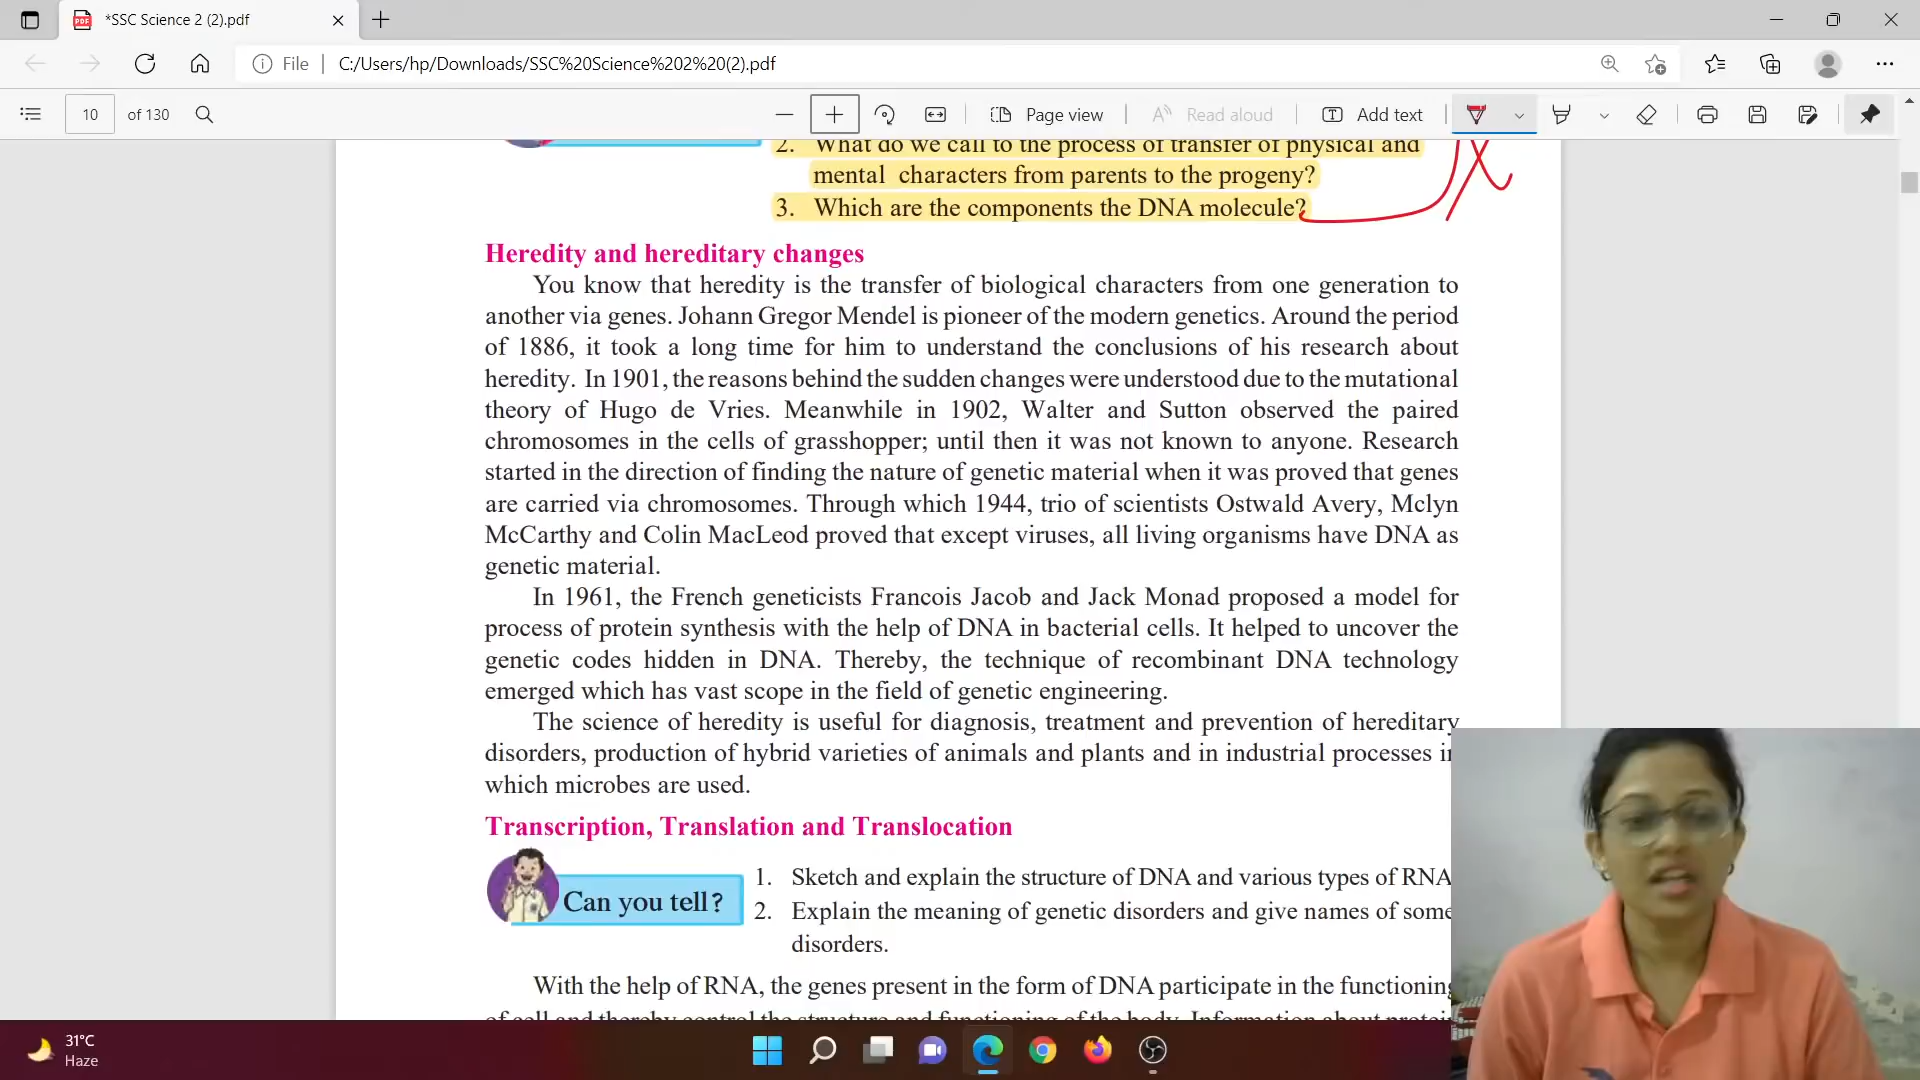 *SSC Science 2 (2).pdf
File
C:/Users/hp/Downloads/SSC%20Science%202%20(2).pdf
10 of 130
Page view
Read aloud
Add text
2. What do we call to the process of transfer of physical and
mental characters from parents to the progeny?
3. Which are the components the DNA molecule?
Heredity and hereditary changes
You know that heredity is the transfer of biological characters from one generation to
another via genes. Johann Gregor Mendel is pioneer of the modern genetics. Around the period
of 1886, it took a long time for him to understand the conclusions of his research about
heredity. In 1901, the reasons behind the sudden changes were understood due to the mutational
theory of Hugo de Vries. Meanwhile in 1902, Walter and Sutton observed the paired
chromosomes in the cells of grasshopper; until then it was not known to anyone. Research
started in the direction of finding the nature of genetic material when it was proved that genes
are carried via chromosomes. Through which 1944, trio of scientists Ostwald Avery, Mclyn
McCarthy and Colin MacLeod proved that except viruses, all living organisms have DNA as
genetic material.
In 1961, the French geneticists Francois Jacob and Jack Monad proposed a model for
process of protein synthesis with the help of DNA in bacterial cells. It helped to uncover the
genetic codes hidden in DNA. Thereby, the technique of recombinant DNA technology
emerged which has vast scope in the field of genetic engineering.
The science of heredity is useful for diagnosis, treatment and prevention of hereditary
disorders, production of hybrid varieties of animals and plants and in industrial processes in
which microbes are used.
Transcription, Translation and Translocation
Can you tell?
1. Sketch and explain the structure of DNA and various types of RNA
2. Explain the meaning of genetic disorders and give names of some
disorders.
With the help of RNA, the genes present in the form of DNA participate in the functioning
of cell and thereby control the structure and functioning of the body. Information about protein
31°C
Haze